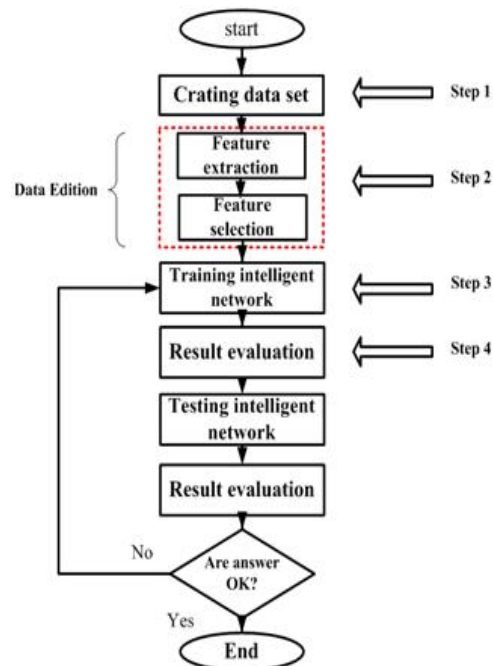 start
Crating data set
Step 1
Data Edition
Feature
extraction
Feature
selection
Step 2
Training intelligent
network
Step 3
Result evaluation
Step 4
Testing intelligent
network
Result evaluation
Are answer
OK?
No
Yes
End